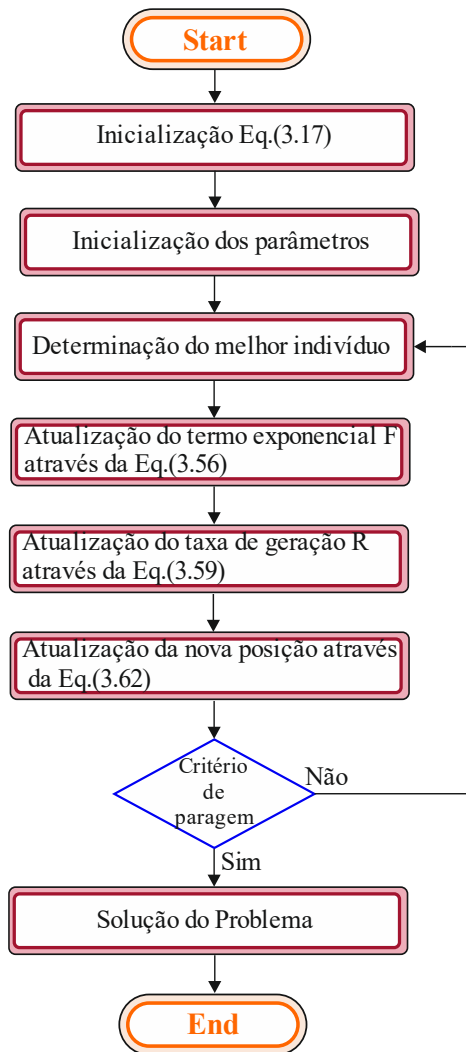 Start
Inicialização Eq.(3.17)
Inicialização dos parâmetros
Determinação do melhor indivíduo
Atualização do termo exponencial F
através da Eq.(3.56)
Atualização do taxa de geração R
através da Eq.(3.59)
Atualização da nova posição através
da Eq.(3.62)
Critério
de
paragem
Não
Sim
Solução do Problema
End